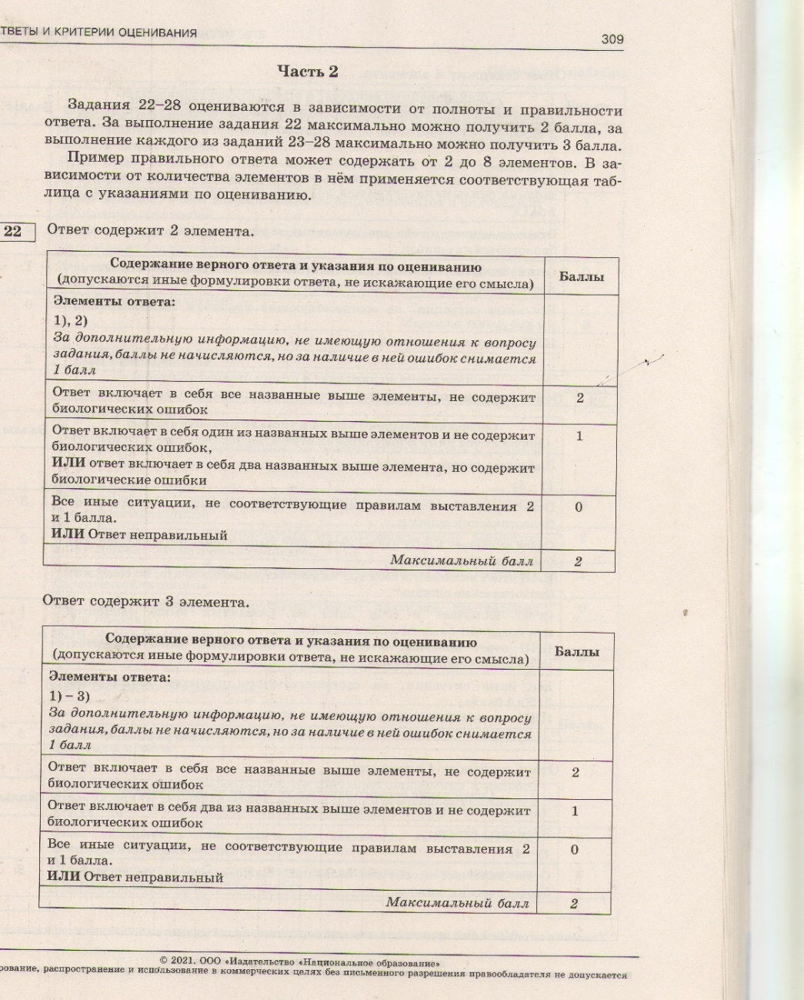 ТВЕТЫ И КРИТЕРИИ ОЦЕНИВАНИЯ
309
Часть 2
Задания 22–28 оцениваются в зависимости от полноты и правильности
ответа. За выполнение задания 22 максимально можно получить 2 балла, за
выполнение каждого из заданий 23–28 максимально можно получить 3 балла.
Пример правильного ответа может содержать от 2 до 8 элементов. В за-
висимости от количества элементов в нём применяется соответствующая таб-
лица с указаниями по оцениванию.
22
Ответ содержит 2 элемента.
Содержание верного ответа и указания по оцениванию
(допускаются иные формулировки ответа, не искажающие его смысла)
Баллы
Элементы ответа:
1), 2)
За дополнительную информацию, не имеющую отношения к вопросу
задания, баллы не начисляются, но за наличие в ней ошибок снимается
1 балл
Ответ включает в себя все названные выше элементы, не содержит
биологических ошибок
2
Ответ включает в себя один из названных выше элементов и не содержит
биологических ошибок,
ИЛИ ответ включает в себя два названных выше элемента, но содержит
биологические ошибки
1
Все иные ситуации, не соответствующие правилам выставления 2
и 1 балла.
ИЛИ Ответ неправильный
0
Максимальный балл
2
Ответ содержит 3 элемента.
Содержание верного ответа и указания по оцениванию
(допускаются иные формулировки ответа, не искажающие его смысла)
Баллы
Элементы ответа:
1) – 3)
За дополнительную информацию, не имеющую отношения к вопросу
задания, баллы не начисляются, но за наличие в ней ошибок снимается
1 балл
Ответ включает в себя все названные выше элементы, не содержит
биологических ошибок
2
Ответ включает в себя два из названных выше элементов и не содержит
биологических ошибок
1
Все иные ситуации, не соответствующие правилам выставления 2
и 1 балла.
ИЛИ Ответ неправильный
0
Максимальный балл
2
© 2021. ООО «Издательство «Национальное образование»
рование, распространение и использование в коммерческих целях без письменного разрешения правообладателя не допускается